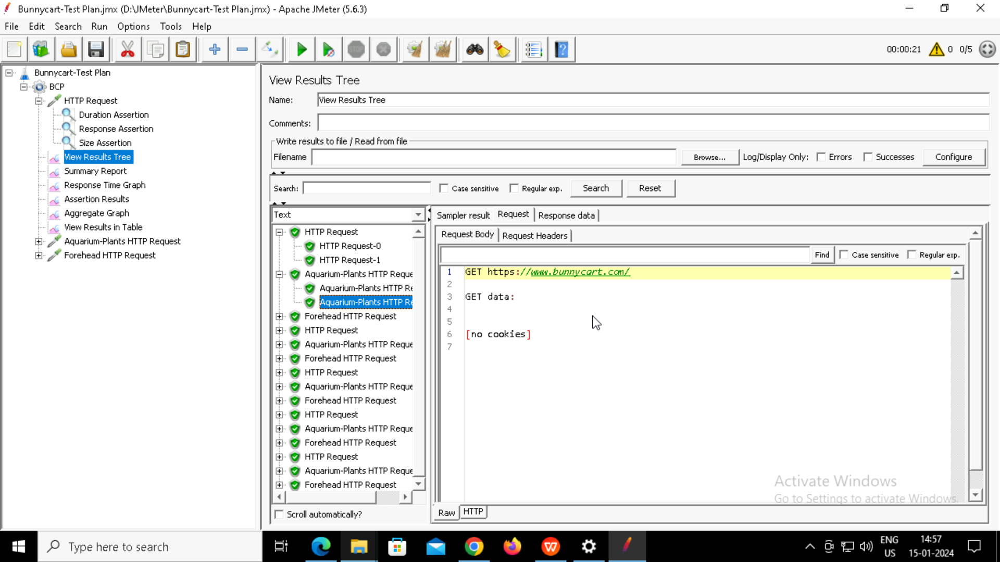 Bunnycart-Test Plan.jmx (D:\JMeter\Bunnycart-Test Plan.jmx) - Apache JMeter (5.6.3)
File Edit Search Run Options Tools Help
STOP
00:00:21 0 0/5
Bunnycart-Test Plan
BCP
HTTP Request
Duration Assertion
Response Assertion
Size Assertion
View Results Tree
Summary Report
Response Time Graph
Assertion Results
Aggregate Graph
View Results in Table
Aquarium-Plants HTTP Request
Forehead HTTP Request
View Results Tree
Name: View Results Tree
Comments:
Write results to file / Read from file
Filename Browse... Log/Display Only: Errors Successes Configure
Search: Case sensitive Regular exp. Search Reset
Text
HTTP Request
HTTP Request-0
HTTP Request-1
Aquarium-Plants HTTP Reque
Aquarium-Plants HTTP Re
Aquarium-Plants HTTP Re
Forehead HTTP Request
HTTP Request
Aquarium-Plants HTTP Reque
Forehead HTTP Request
HTTP Request
Aquarium-Plants HTTP Reque
Forehead HTTP Request
HTTP Request
Aquarium-Plants HTTP Reque
Forehead HTTP Request
HTTP Request
Aquarium-Plants HTTP Reque
Forehead HTTP Request
Scroll automatically?
Sampler result Request Response data
Request Body Request Headers
Find Case sensitive Regular exp.
1 GET https://www.bunnycart.com/
2
3 GET data:
4
5
6 [no cookies]
7
Raw HTTP
Activate Windows
Go to Settings to activate Windows.
Type here to search
ENG
US
14:57
15-01-2024